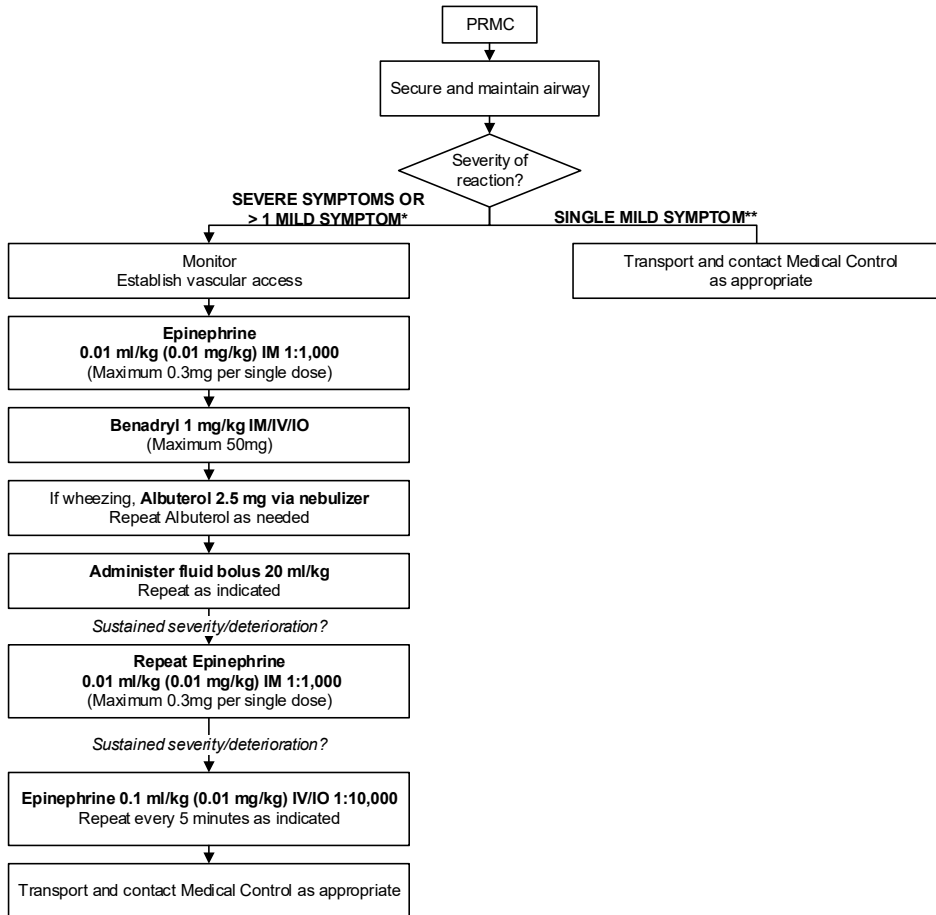 PRMC
Secure and maintain airway
Severity of
reaction?
SEVERE SYMPTOMS OR
> 1 MILD SYMPTOM*
SINGLE MILD SYMPTOM**
Monitor
Establish vascular access
Transport and contact Medical Control
as appropriate
Epinephrine
0.01 ml/kg (0.01 mg/kg) IM 1:1,000
(Maximum 0.3mg per single dose)
Benadryl 1 mg/kg IM/IV/IO
(Maximum 50mg)
If wheezing, Albuterol 2.5 mg via nebulizer
Repeat Albuterol as needed
Administer fluid bolus 20 ml/kg
Repeat as indicated
Sustained severity/deterioration?
Repeat Epinephrine
0.01 ml/kg (0.01 mg/kg) IM 1:1,000
(Maximum 0.3mg per single dose)
Sustained severity/deterioration?
Epinephrine 0.1 ml/kg (0.01 mg/kg) IV/IO 1:10,000
Repeat every 5 minutes as indicated
Transport and contact Medical Control as appropriate